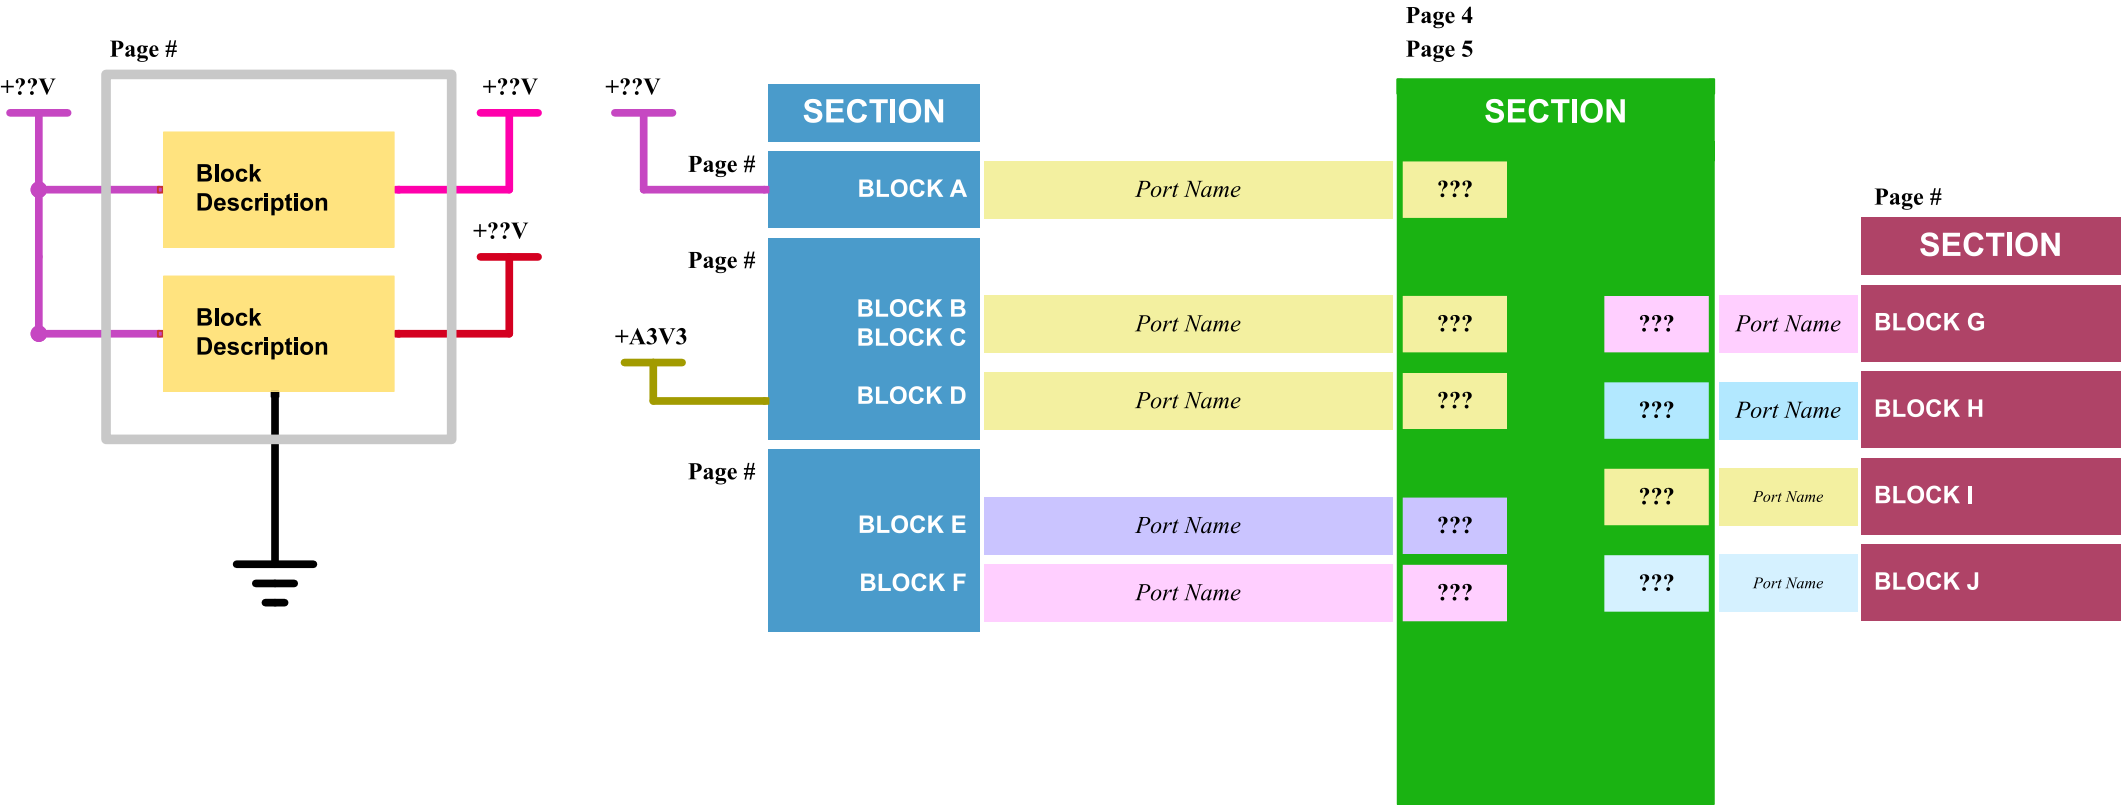 Page #
+??V
+??V
Block
Description
+??V
Block
Description
+??V
SECTION
Page #
BLOCK A
Port Name
???
Page #
BLOCK B
BLOCK C
Port Name
???
+A3V3
BLOCK D
Port Name
???
Page #
BLOCK E
Port Name
???
BLOCK F
Port Name
???
Page 4
Page 5
SECTION
Page #
SECTION
???
Port Name
BLOCK G
???
Port Name
BLOCK H
???
Port Name
BLOCK I
???
Port Name
BLOCK J